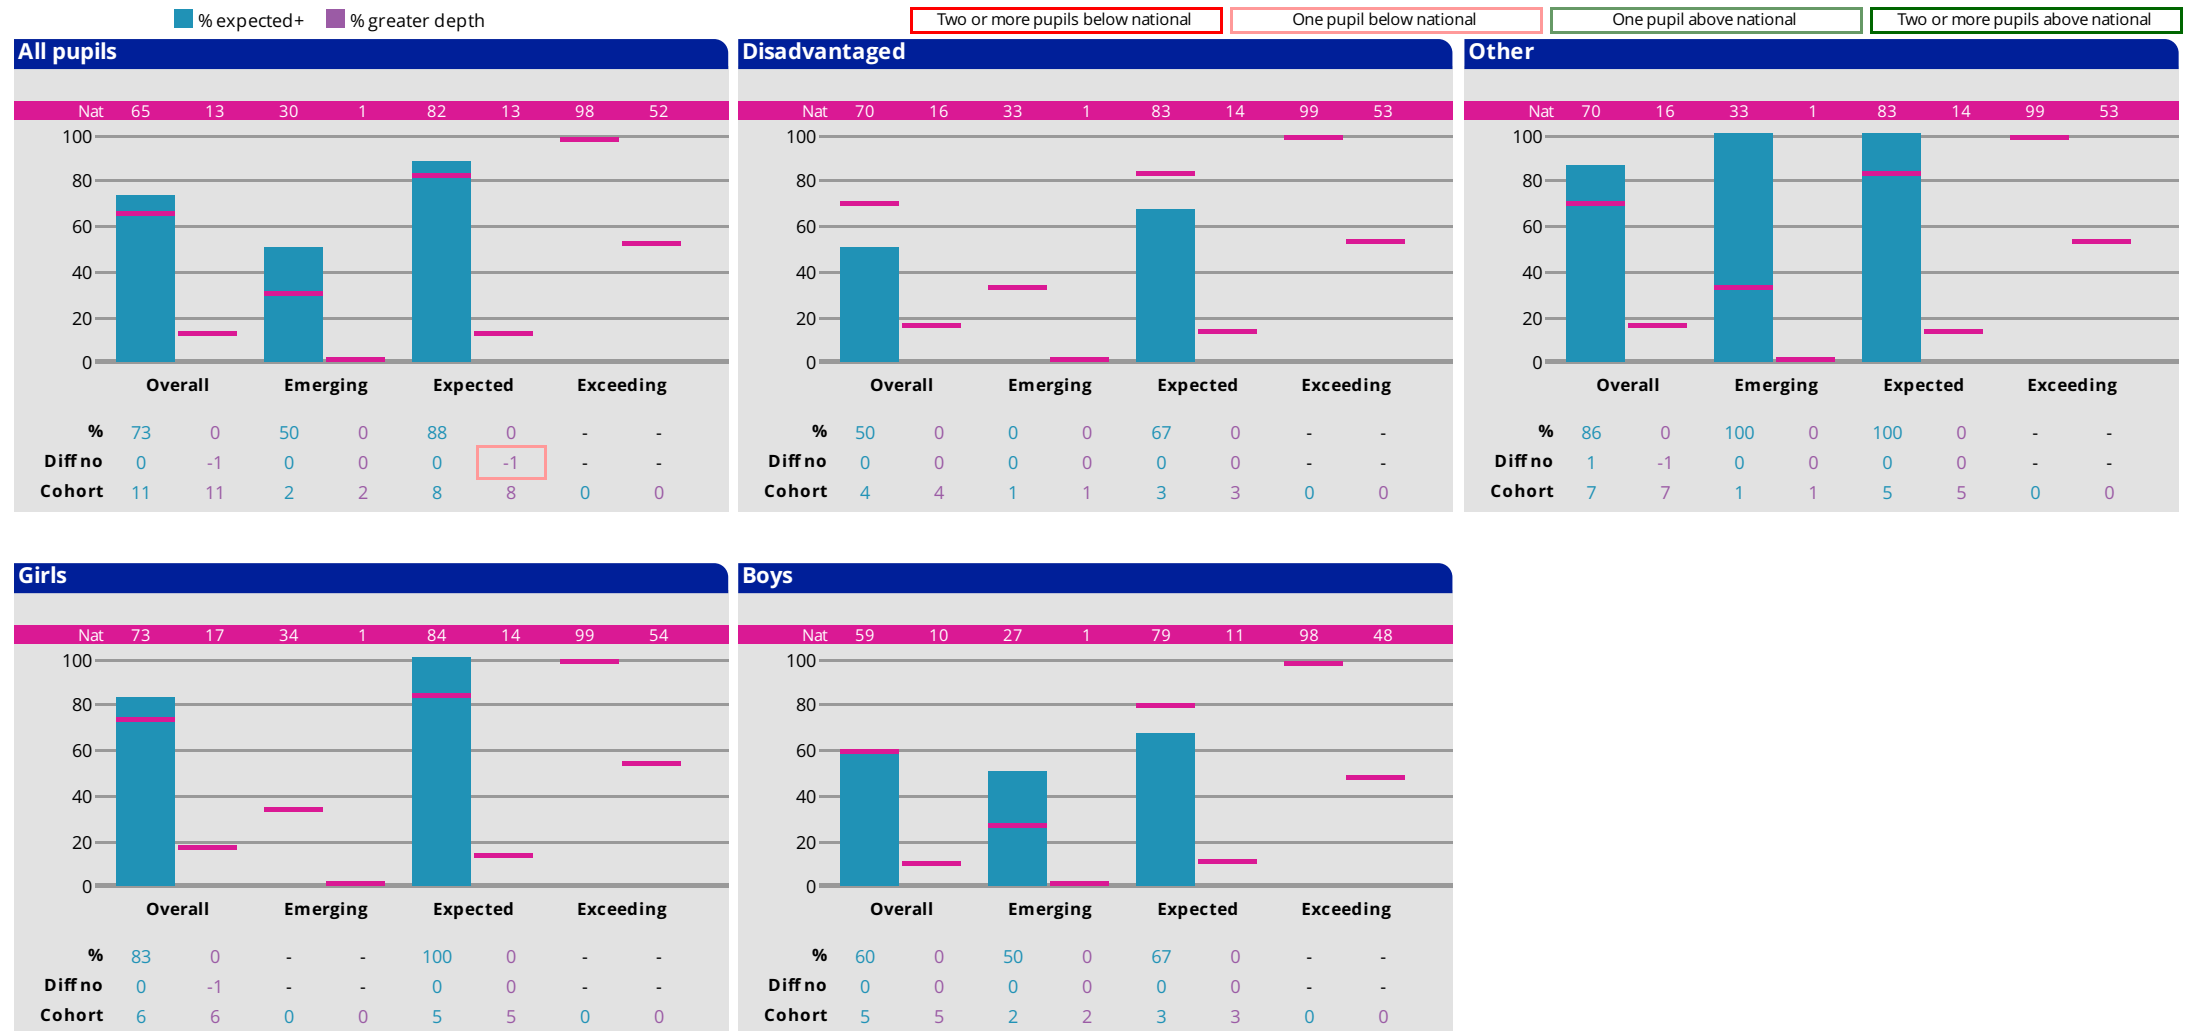 % expected+ % greater depth
Two or more pupils below national One pupil below national One pupil above national Two or more pupils above national
All pupils
Nat 65 13 30 1 82 13 98 52
100
80
60
40
20
0
Overall Emerging Expected Exceeding
% 73 0 50 0 88 0 - -
Diff no 0 -1 0 0 0 -1 - -
Cohort 11 11 2 2 8 8 0 0
Disadvantaged
Nat 70 16 33 1 83 14 99 53
100
80
60
40
20
0
Overall Emerging Expected Exceeding
% 50 0 0 0 67 0 - -
Diff no 0 0 0 0 0 0 - -
Cohort 4 4 1 1 3 3 0 0
Other
Nat 70 16 33 1 83 14 99 53
100
80
60
40
20
0
Overall Emerging Expected Exceeding
% 86 0 100 0 100 0 - -
Diff no 1 -1 0 0 0 0 - -
Cohort 7 7 1 1 5 5 0 0
Girls
Nat 73 17 34 1 84 14 99 54
100
80
60
40
20
0
Overall Emerging Expected Exceeding
% 83 0 - - 100 0 - -
Diff no 0 -1 - - 0 0 - -
Cohort 6 6 0 0 5 5 0 0
Boys
Nat 59 10 27 1 79 11 98 48
100
80
60
40
20
0
Overall Emerging Expected Exceeding
% 60 0 50 0 67 0 - -
Diff no 0 0 0 0 0 0 - -
Cohort 5 5 2 2 3 3 0 0